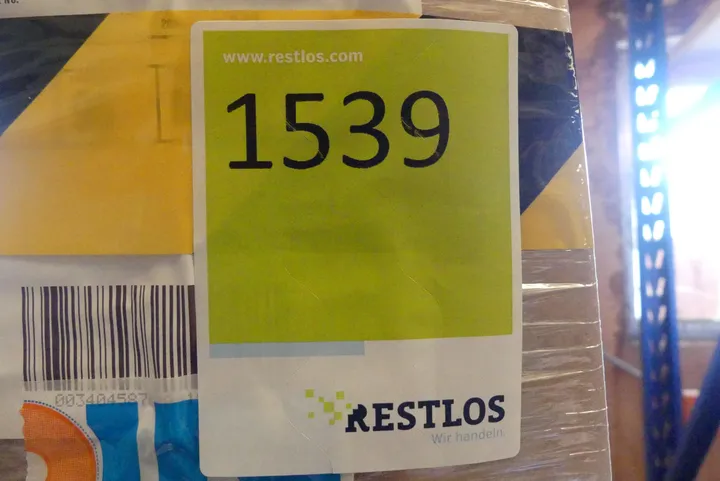 www.restlos.com
1539
003404587
RESTLOS
Wir handeln.